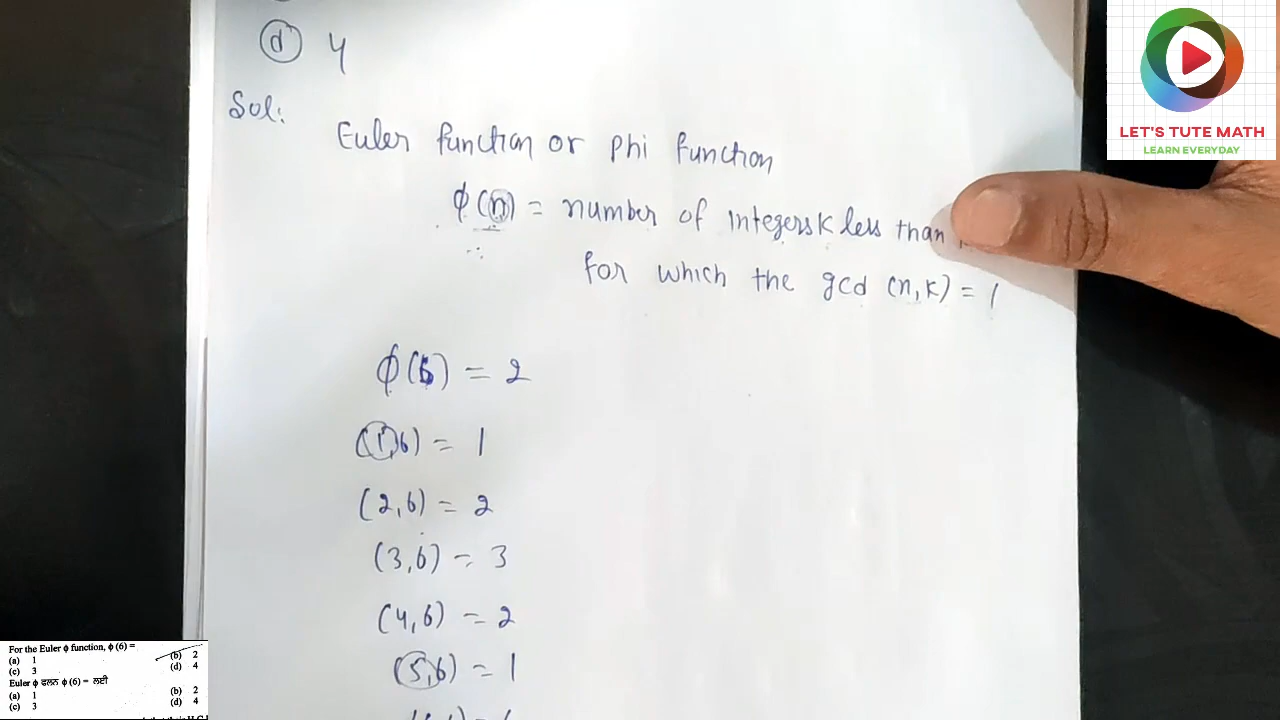 (d) 4
Sol:
Euler function or Phi function
ϕ(n) = number of integers k less than
for which the gcd (n,k) = 1
ϕ(6) = 2
(1,6) = 1
(2,6) = 2
(3,6) = 3
(4,6) = 2
(5,6) = 1
LET'S TUTE MATH
LEARN EVERYDAY
For the Euler ϕ function, ϕ (6) =
(a) 1 (b) 2
(c) 3 (d) 4
Euler ϕ ਫਲਨ ϕ (6) = ਲਈ
(a) 1 (b) 2
(c) 3 (d) 4